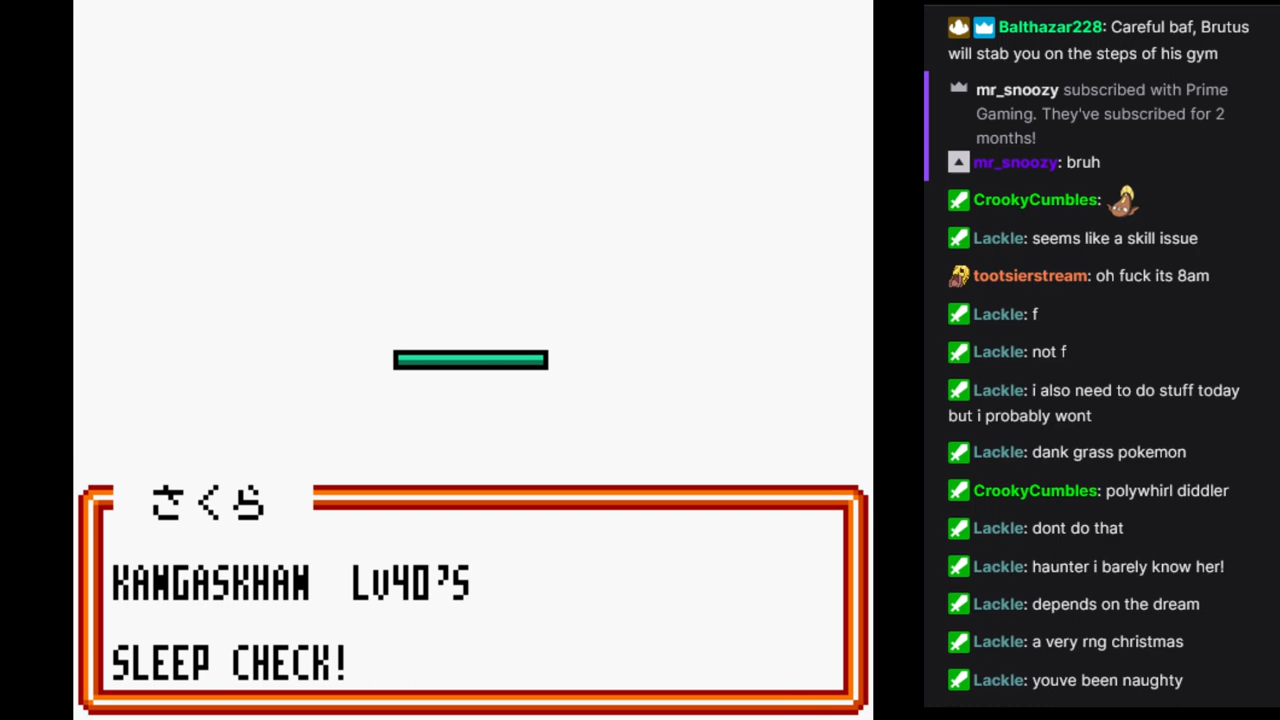 さくら
KANGASKHAN Lv40'S
SLEEP CHECK!
Balthazar228: Careful baf, Brutus
will stab you on the steps of his gym
mr_snoozy subscribed with Prime
Gaming. They've subscribed for 2
months!
mr_snoozy: bruh
CrookyCumbles:
Lackle: seems like a skill issue
tootsierstream: oh fuck its 8am
Lackle: f
Lackle: not f
Lackle: i also need to do stuff today
but i probably wont
Lackle: dank grass pokemon
CrookyCumbles: polywhirl diddler
Lackle: dont do that
Lackle: haunter i barely know her!
Lackle: depends on the dream
Lackle: a very rng christmas
Lackle: youve been naughty